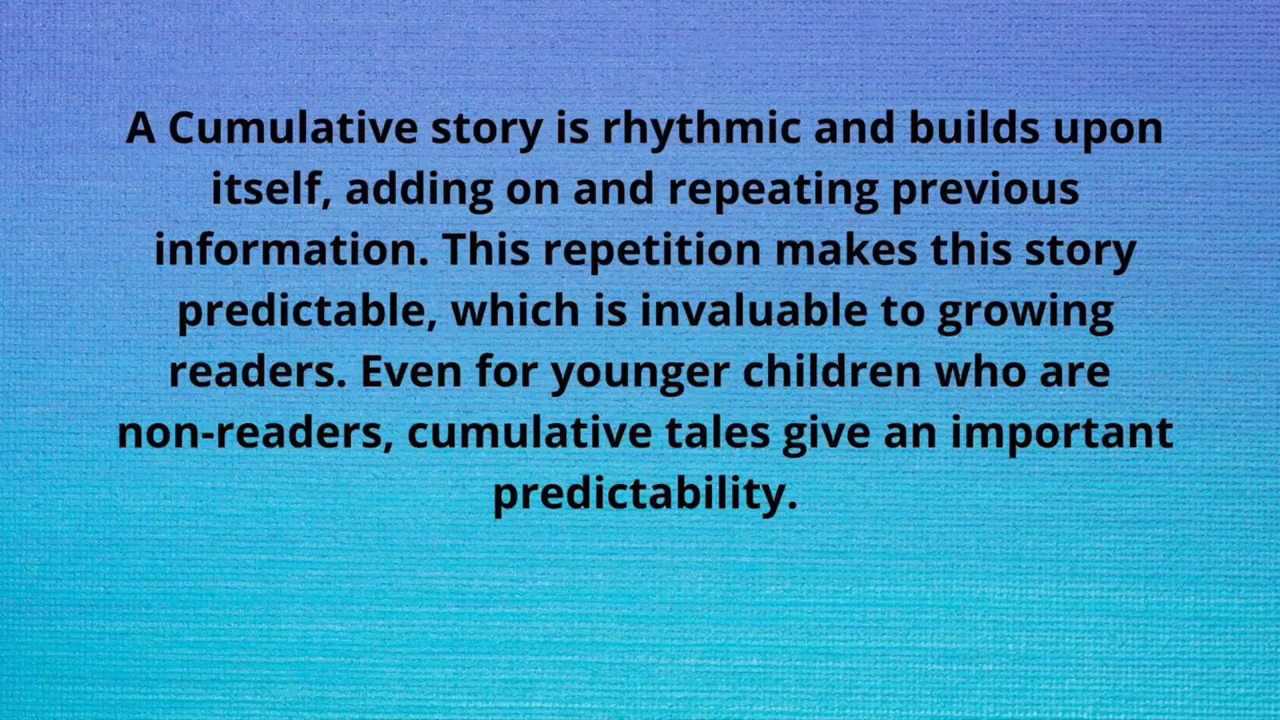 A Cumulative story is rhythmic and builds upon
itself, adding on and repeating previous
information. This repetition makes this story
predictable, which is invaluable to growing
readers. Even for younger children who are
non-readers, cumulative tales give an important
predictability.